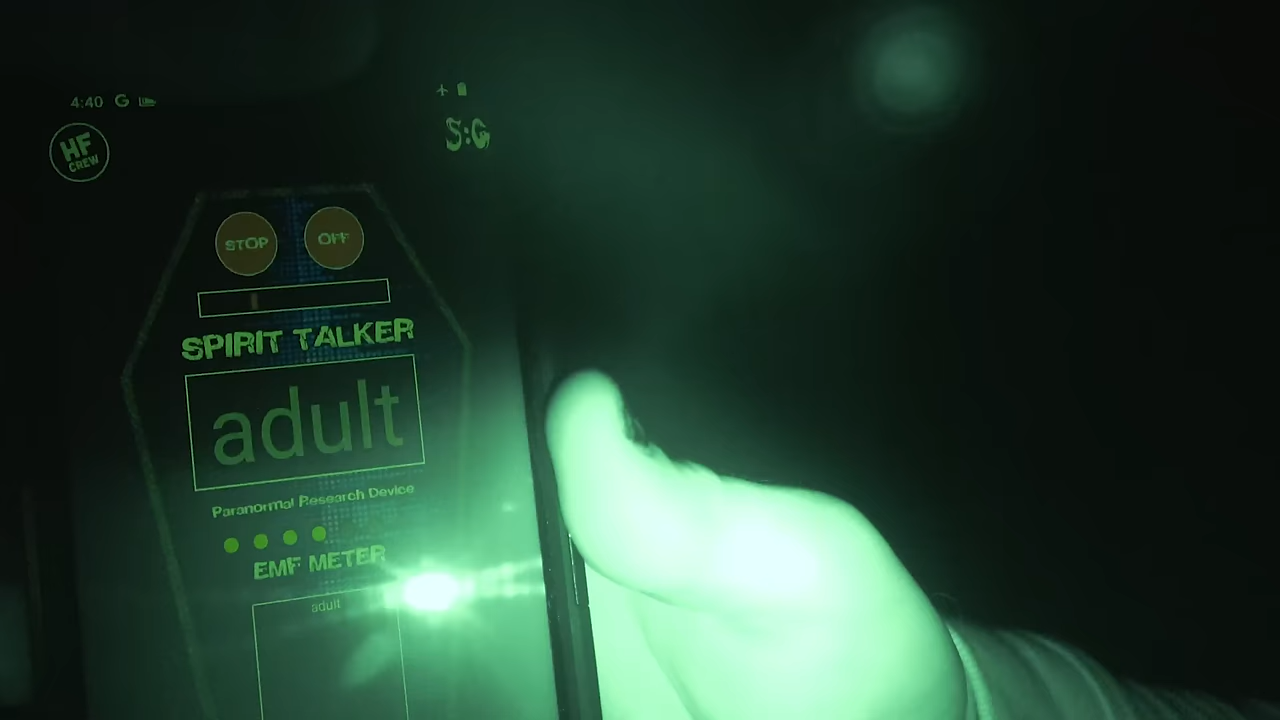 4:40 G
HF
CREW
S:G
STOP OFF
SPIRIT TALKER
adult
Paranormal Research Device
EMF METER
adult